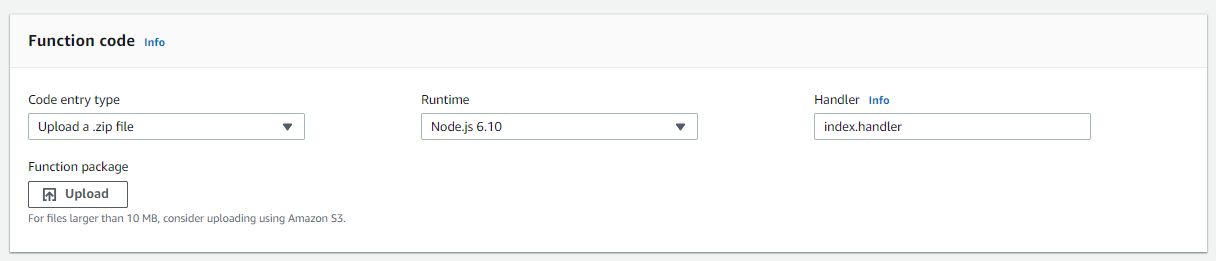 Function code Info
Code entry type
Upload a .zip file
Runtime
Node.js 6.10
Handler Info
index.handler
Function package
Upload
For files larger than 10 MB, consider uploading using Amazon S3.